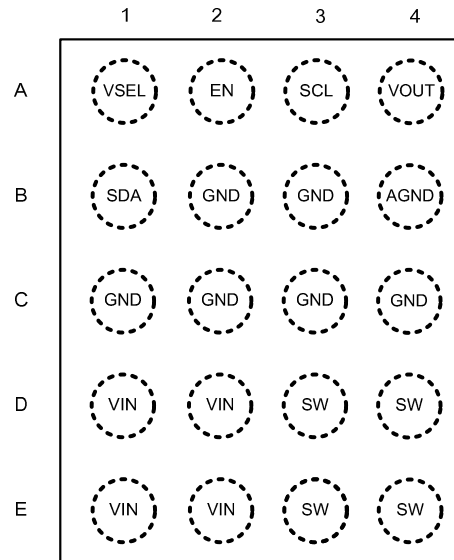 1 2 3 4
A VSEL EN SCL VOUT
B SDA GND GND AGND
C GND GND GND GND
D VIN VIN SW SW
E VIN VIN SW SW